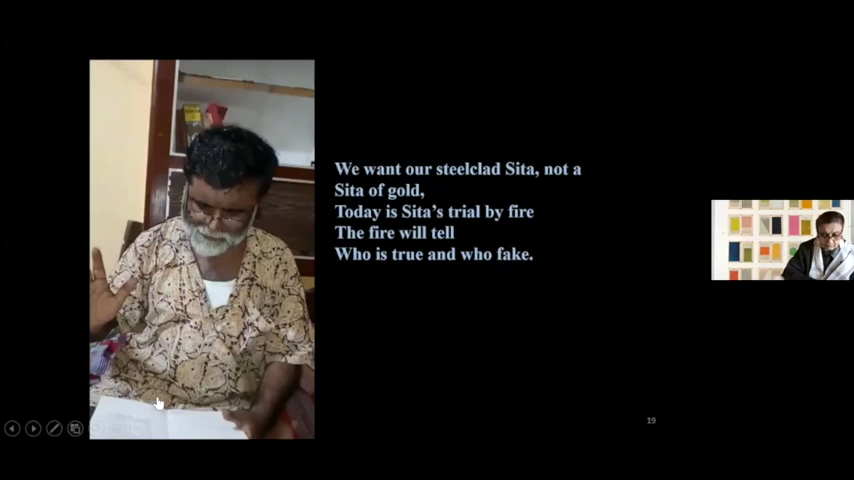 We want our steelclad Sita, not a
Sita of gold,
Today is Sita's trial by fire
The fire will tell
Who is true and who fake.
19